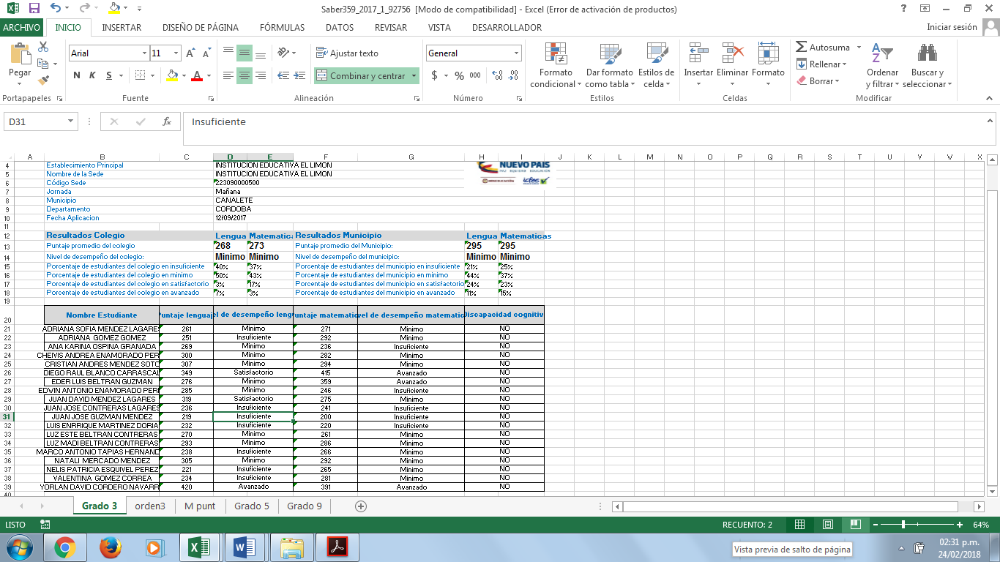 Saber359_2017_1_92756 [Modo de compatibilidad] - Excel (Error de activación de productos)
ARCHIVO INICIO INSERTAR DISEÑO DE PÁGINA FÓRMULAS DATOS REVISAR VISTA DESARROLLADOR Iniciar sesión
Arial 11 Ajustar texto General Autosuma
Pegar N K S Combinar y centrar $ % 000 Formato condicional Dar formato como tabla Estilos de celda Insertar Eliminar Formato Rellenar Borrar Ordenar y filtrar Buscar y seleccionar
Portapapeles Fuente Alineación Número Estilos Celdas Modificar
D31 fx Insuficiente
A B C D E F G H I J K L M N O P Q R S T U V W X
4 Establecimiento Principal INSTITUCION EDUCATIVA EL LIMON NUEVO PAÍS
5 Nombre de la Sede INSTITUCION EDUCATIVA EL LIMON PAZ EQUIDAD EDUCACIÓN
6 Código Sede 223090000500 icfes
7 Jornada Mañana
8 Municipio CANALETE
9 Departamento CORDOBA
10 Fecha Aplicacion 12/09/2017
11
12 Resultados Colegio Lengua Matematica Resultados Municipio Lengua Matematicas
13 Puntaje promedio del colegio 268 273 Puntaje promedio del Municipio: 295 295
14 Nivel de desempeño del colegio: Minimo Minimo Nivel de desempeño del municipio: Minimo Minimo
15 Porcentaje de estudiantes del colegio en insuficiente 40% 37% Porcentaje de estudiantes del municipio en insuficiente 21% 25%
16 Porcentaje de estudiantes del colegio en minimo 50% 43% Porcentaje de estudiantes del municipio en minimo 44% 37%
17 Porcentaje de estudiantes del colegio en satisfactorio 3% 17% Porcentaje de estudiantes del municipio en satisfactorio 24% 23%
18 Porcentaje de estudiantes del colegio en avanzado 7% 3% Porcentaje de estudiantes del municipio en avanzado 11% 15%
19
20 Nombre Estudiante Puntaje lenguaj el de desempeño leng untaje matematic vel de desempeño matematic Discapacidad cognitiv
21 ADRIANA SOFIA MENDEZ LAGARE 261 Minimo 271 Minimo NO
22 ADRIANA GOMEZ GOMEZ 251 Insuficiente 292 Minimo NO
23 ANA KARINA OSPINA GRANADA 269 Minimo 236 Insuficiente NO
24 CHEIVIS ANDREA ENAMORADO PER 300 Minimo 282 Minimo NO
25 CRISTIAN ANDRES MENDEZ SOTO 307 Minimo 294 Minimo NO
26 DIEGO RAUL BLANCO CARRASCAL 349 Satisfactorio 415 Avanzado NO
27 EDER LUIS BELTRAN GUZMAN 276 Minimo 359 Avanzado NO
28 EDWIN ANTONIO ENAMORADO PER 285 Minimo 246 Insuficiente NO
29 JUAN DAVID MENDEZ LAGARES 319 Satisfactorio 275 Minimo NO
30 JUAN JOSE CONTRERAS LAGARES 236 Insuficiente 241 Insuficiente NO
31 JUAN JOSE GUZMAN MENDEZ 219 Insuficiente 200 Insuficiente NO
32 LUIS ENRRIQUE MARTINEZ DORIA 232 Insuficiente 220 Insuficiente NO
33 LUZ ESTE BELTRAN CONTRERAS 270 Minimo 261 Minimo NO
34 LUZ MADI BELTRAN CONTRERAS 293 Minimo 286 Minimo NO
35 MARCO ANTONIO TAPIAS HERNAND 238 Insuficiente 266 Minimo NO
36 NATALI MERCADO MENDEZ 305 Minimo 292 Minimo NO
37 NELIS PATRICIA ESQUIVEL PEREZ 221 Insuficiente 265 Minimo NO
38 VALENTINA GOMEZ CORREA 234 Insuficiente 281 Minimo NO
39 YORLAN DAVID CORDERO NAVARR 420 Avanzado 391 Avanzado NO
40
Grado 3 orden3 M punt Grado 5 Grado 9
LISTO RECUENTO: 2 64%
Vista previa de salto de página
02:31 p.m.
24/02/2018